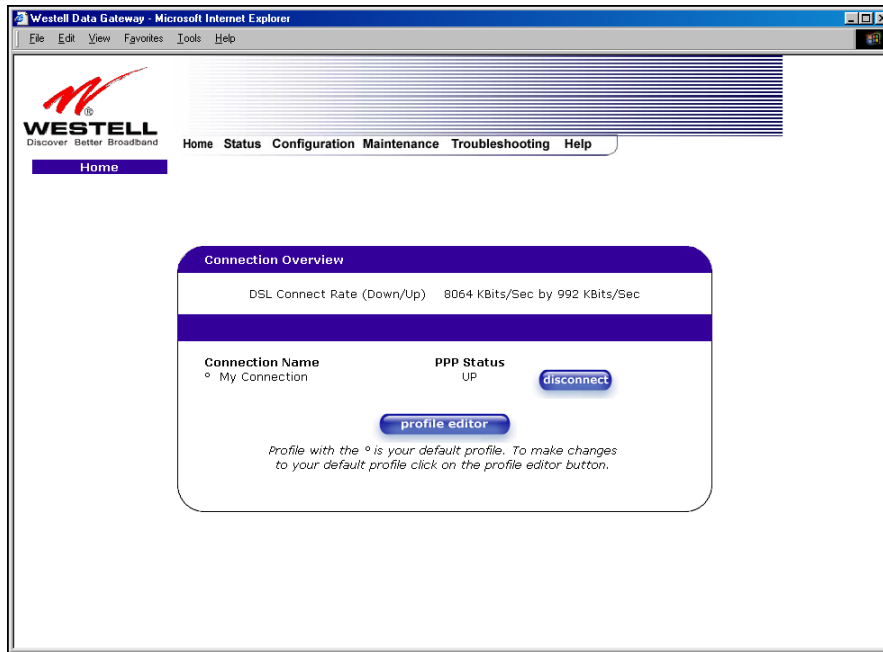 Westell Data Gateway - Microsoft Internet Explorer
File Edit View Favorites Tools Help
®
WESTELL
Discover Better Broadband
Home Status Configuration Maintenance Troubleshooting Help
Home
Connection Overview
DSL Connect Rate (Down/Up) 8064 KBits/Sec by 992 KBits/Sec
Connection Name PPP Status
° My Connection UP disconnect
profile editor
Profile with the ° is your default profile. To make changes
to your default profile click on the profile editor button.